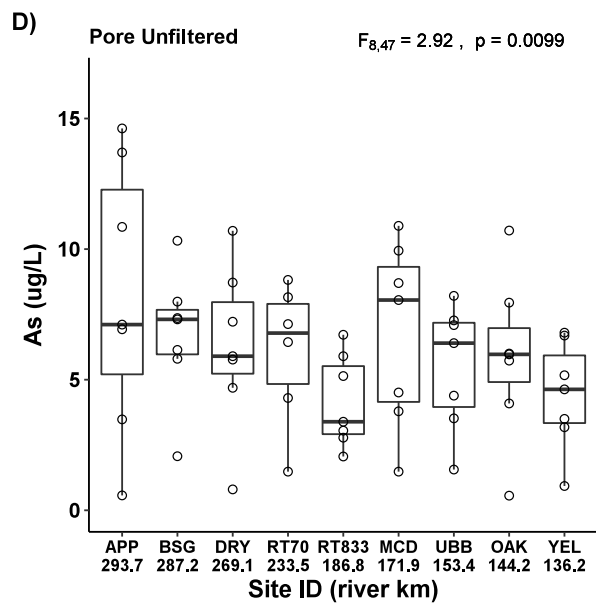 D)
Pore Unfiltered
F8,47 = 2.92 , p = 0.0099
As (ug/L)
15
10
5
0
APP BSG DRY RT70 RT833 MCD UBB OAK YEL
293.7 287.2 269.1 233.5 186.8 171.9 153.4 144.2 136.2
Site ID (river km)